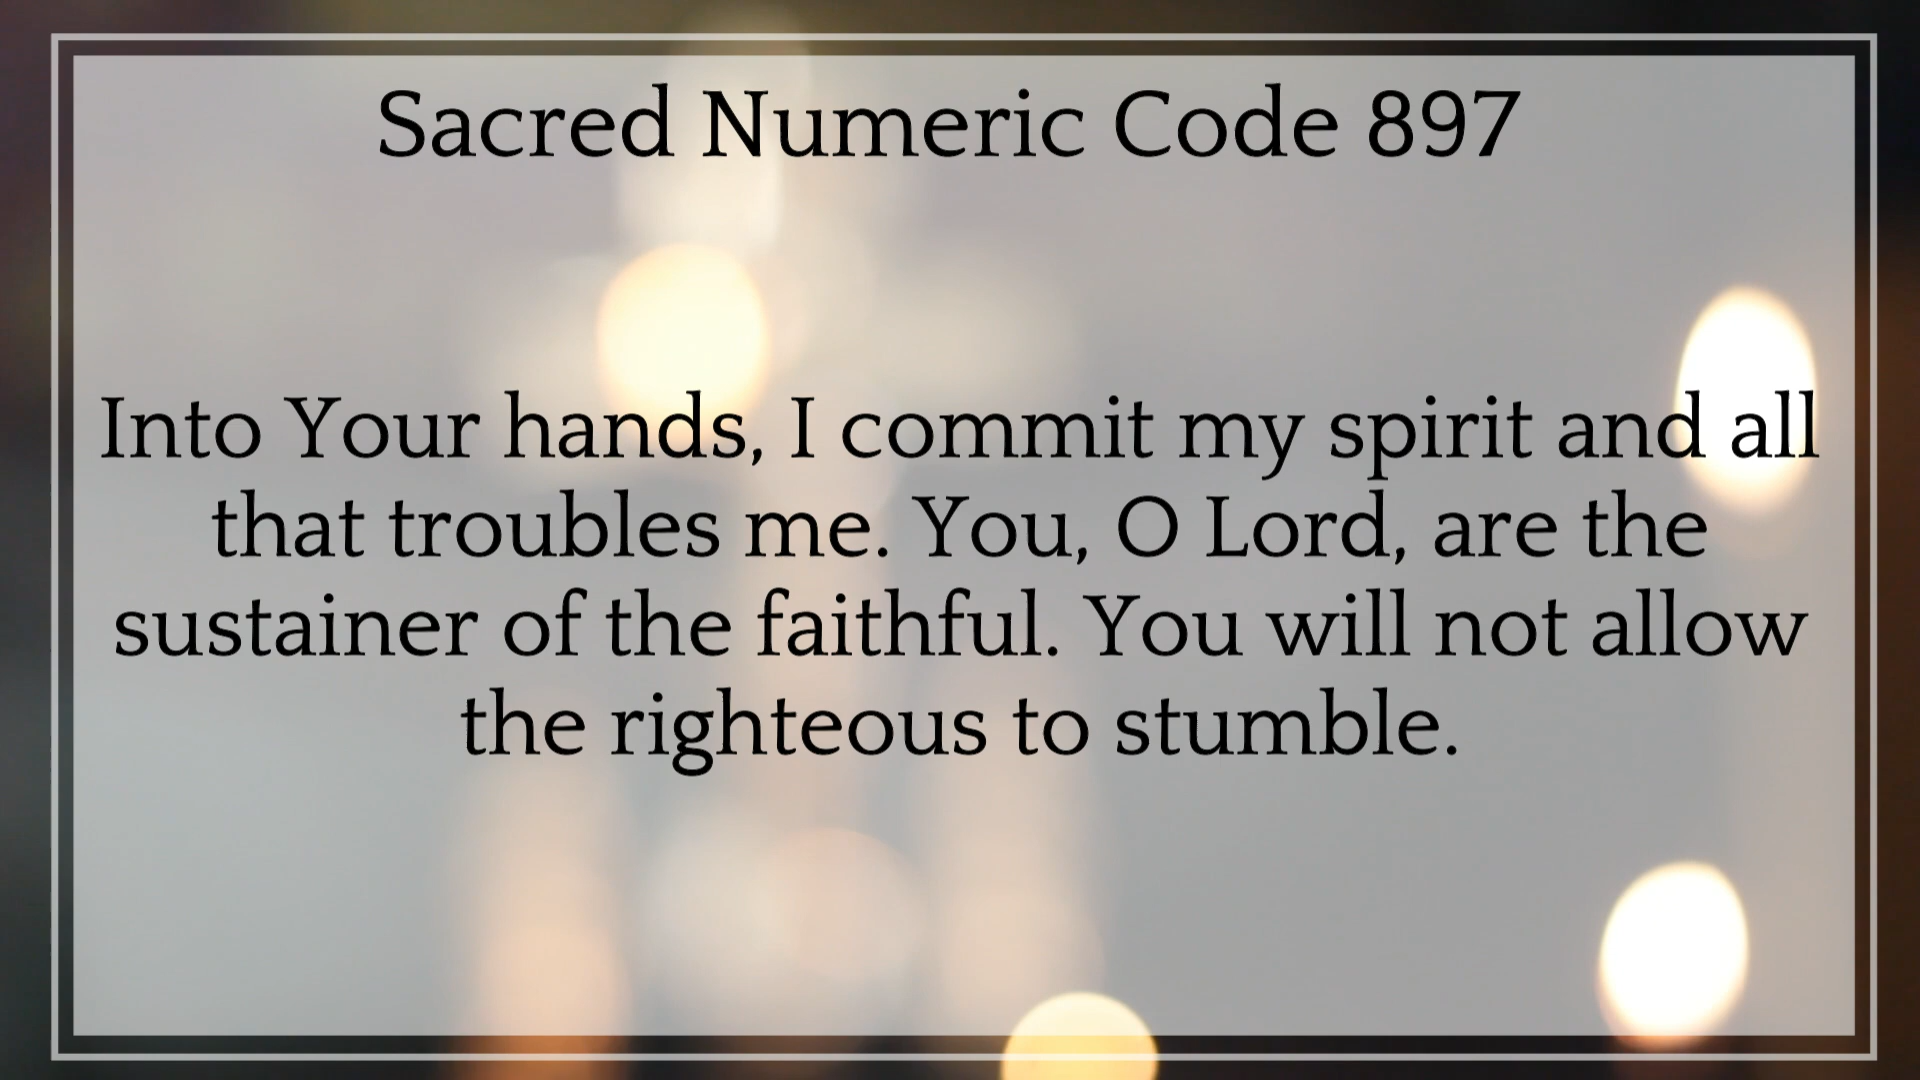 Sacred Numeric Code 897
Into Your hands, I commit my spirit and all
that troubles me. You, O Lord, are the
sustainer of the faithful. You will not allow
the righteous to stumble.